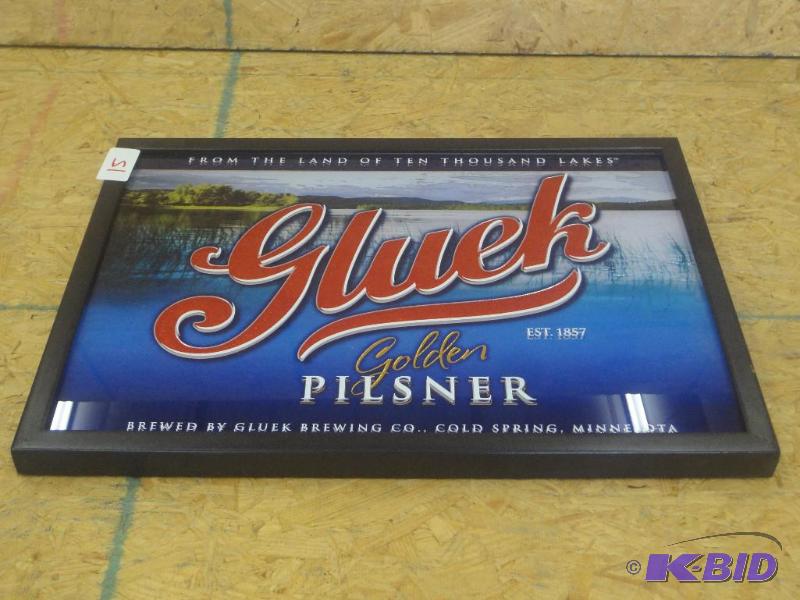 FROM THE LAND OF TEN THOUSAND LAKES®
15
Gluek
EST. 1857
Golden
PILSNER
BREWED BY GLUEK BREWING CO., COLD SPRING, MINNESOTA
© K-BID